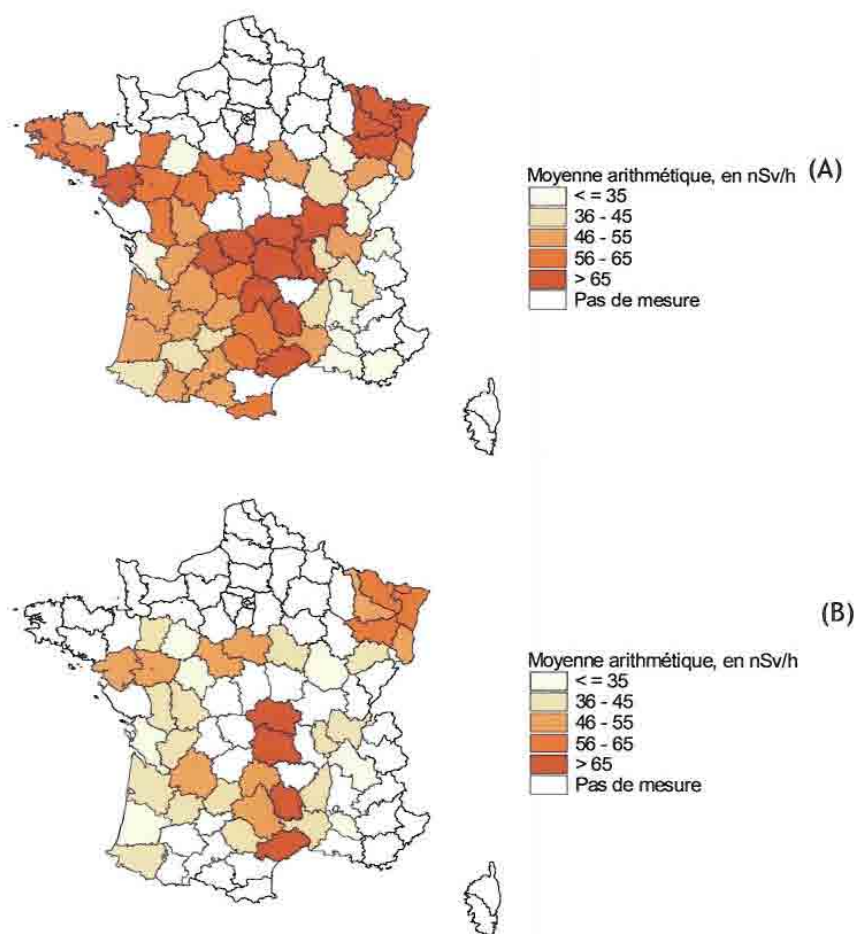 Moyenne arithmétique, en nSv/h (A)
< = 35
36 - 45
46 - 55
56 - 65
> 65
Pas de mesure
(B)
Moyenne arithmétique, en nSv/h
< = 35
36 - 45
46 - 55
56 - 65
> 65
Pas de mesure